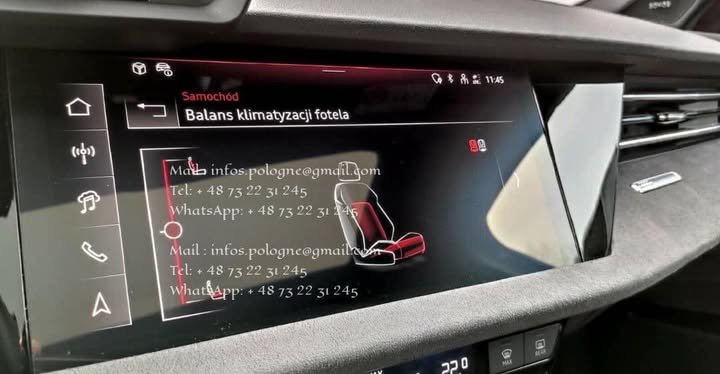 11:45
Samochód
Balans klimatyzacji fotela
Mail : infos.pologne@gmail.com
Tel: + 48 73 22 31 245
WhatsApp: + 48 73 22 31 245
Mail : infos.pologne@gmail.com
Tel: + 48 73 22 31 245
WhatsApp: + 48 73 22 31 245
22.0
MAX
REAR